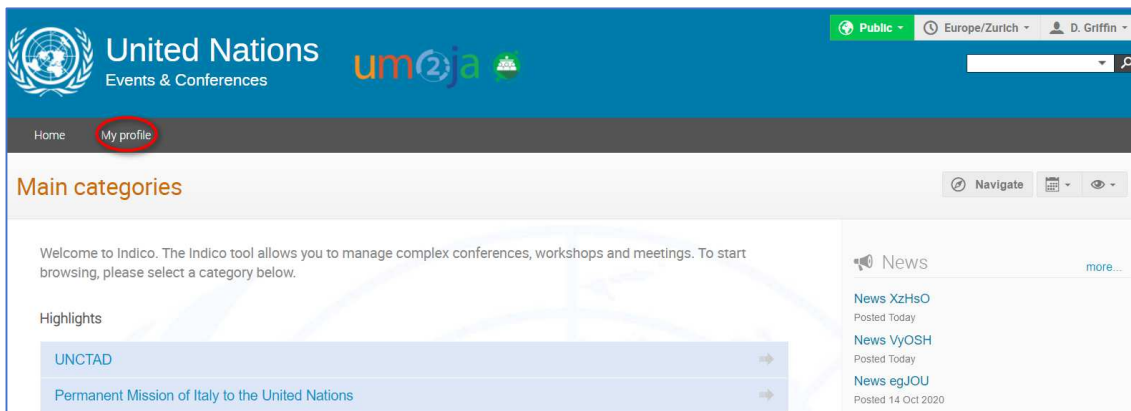 United Nations
Events & Conferences
um2ja
Public
Europe/Zurich
D. Griffin
Home
My profile
Main categories
Navigate
Welcome to Indico. The Indico tool allows you to manage complex conferences, workshops and meetings. To start
browsing, please select a category below.
Highlights
UNCTAD
Permanent Mission of Italy to the United Nations
News
more...
News XzHsO
Posted Today
News VyOSH
Posted Today
News egJOU
Posted 14 Oct 2020